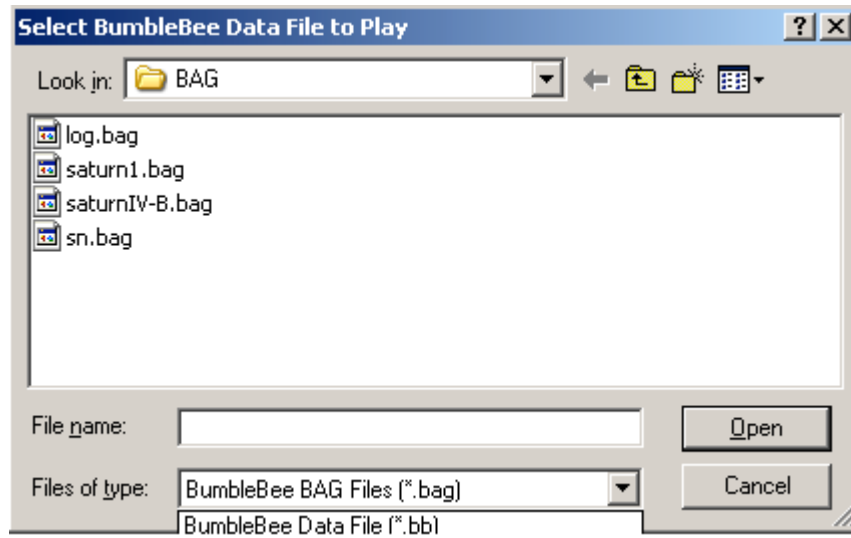 Select BumbleBee Data File to Play
Look in: BAG
log.bag
saturn1.bag
saturnIV-B.bag
sn.bag
File name: Open
Files of type: BumbleBee BAG Files (*.bag) Cancel
BumbleBee Data File (*.bb)